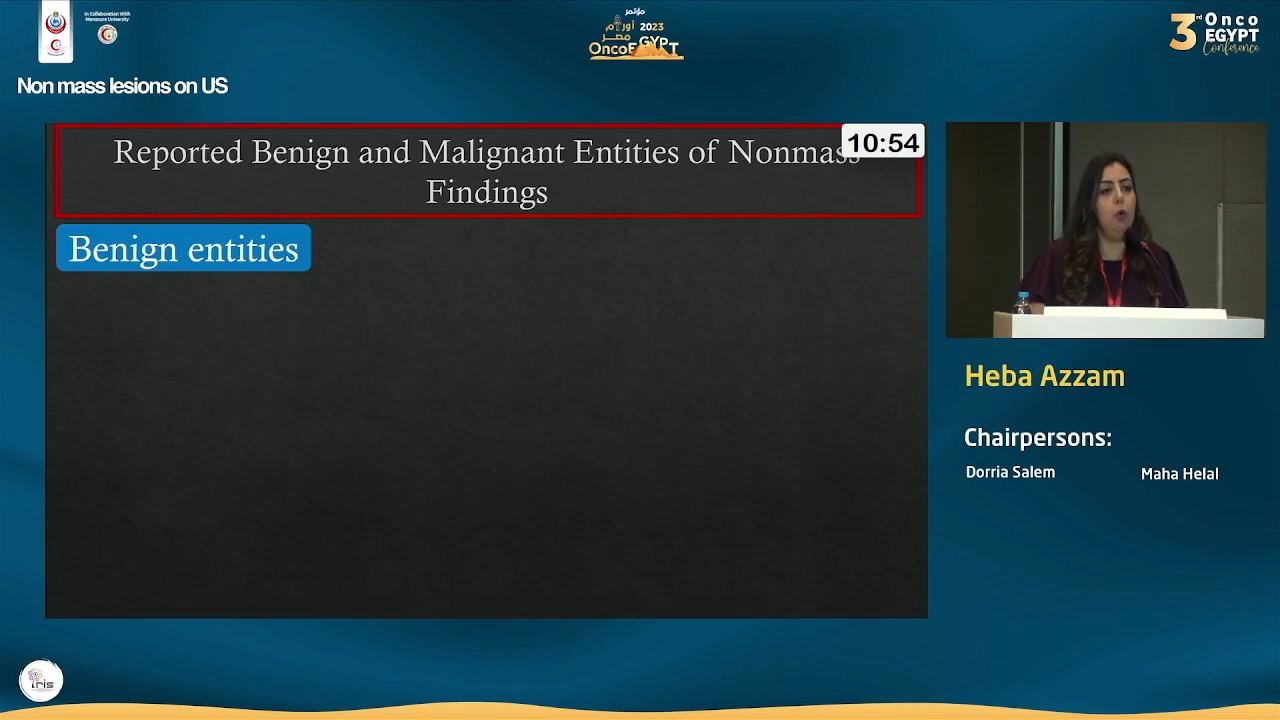 In Collaboration With
Mansoura University
مؤتمر
أورام 2023
مصر
OncoEGYPT
3rd Onco
EGYPT
Conference
Non mass lesions on US
Reported Benign and Malignant Entities of Nonmass
Findings
10:54
Benign entities
Heba Azzam
Chairpersons:
Dorria Salem
Maha Helal
iris